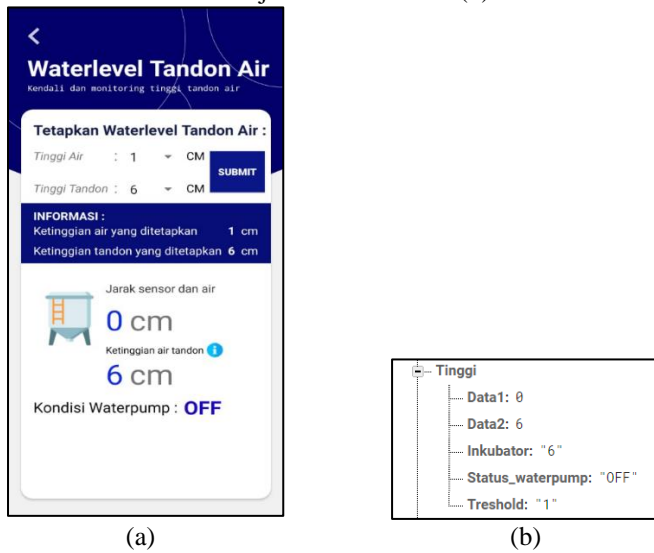 Waterlevel Tandon Air
Kendali dan monitoring tinggi tandon air
Tetapkan Waterlevel Tandon Air :
Tinggi Air : 1 CM
SUBMIT
Tinggi Tandon : 6 CM
INFORMASI :
Ketinggian air yang ditetapkan 1 cm
Ketinggian tandon yang ditetapkan 6 cm
Jarak sensor dan air
0 cm
Ketinggian air tandon
6 cm
Kondisi Waterpump : OFF
(a)
Tinggi
Data1: 0
Data2: 6
Inkubator: "6"
Status_waterpump: "OFF"
Treshold: "1"
(b)